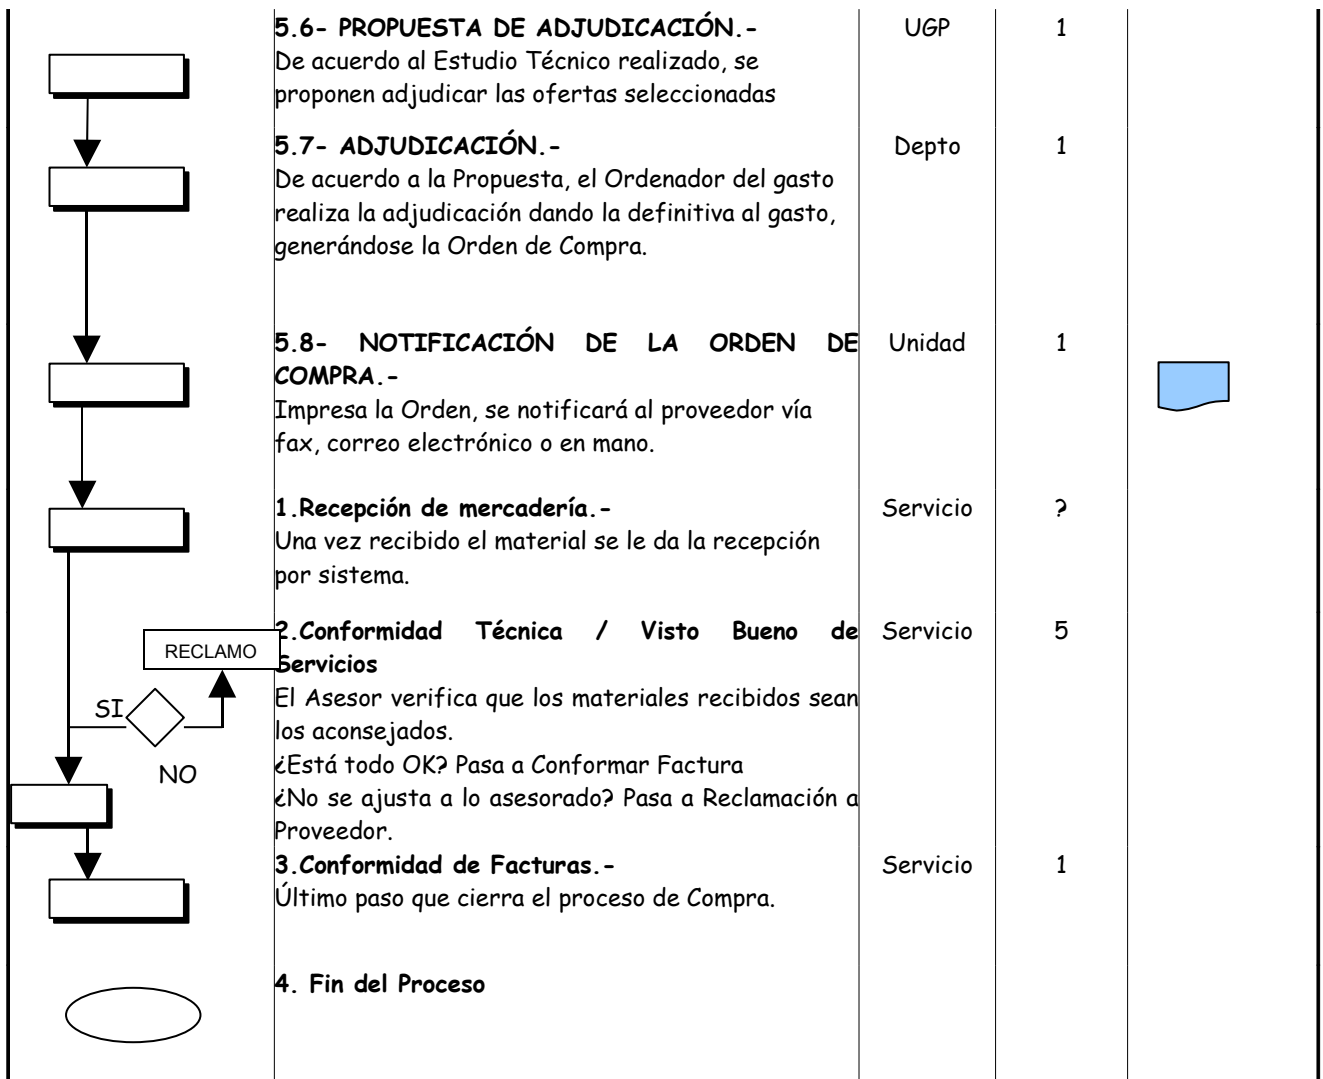 5.6- PROPUESTA DE ADJUDICACIÓN.- UGP 1
De acuerdo al Estudio Técnico realizado, se
proponen adjudicar las ofertas seleccionadas
5.7- ADJUDICACIÓN.- Depto 1
De acuerdo a la Propuesta, el Ordenador del gasto
realiza la adjudicación dando la definitiva al gasto,
generándose la Orden de Compra.
5.8- NOTIFICACIÓN DE LA ORDEN DE Unidad 1
COMPRA.-
Impresa la Orden, se notificará al proveedor vía
fax, correo electrónico o en mano.
1.Recepción de mercadería.- Servicio ?
Una vez recibido el material se le da la recepción
por sistema.
2.Conformidad Técnica / Visto Bueno de Servicio 5
RECLAMO
Servicios
El Asesor verifica que los materiales recibidos sean
SI
los aconsejados.
¿Está todo OK? Pasa a Conformar Factura
NO
¿No se ajusta a lo asesorado? Pasa a Reclamación a
Proveedor.
3.Conformidad de Facturas.- Servicio 1
Último paso que cierra el proceso de Compra.
4. Fin del Proceso